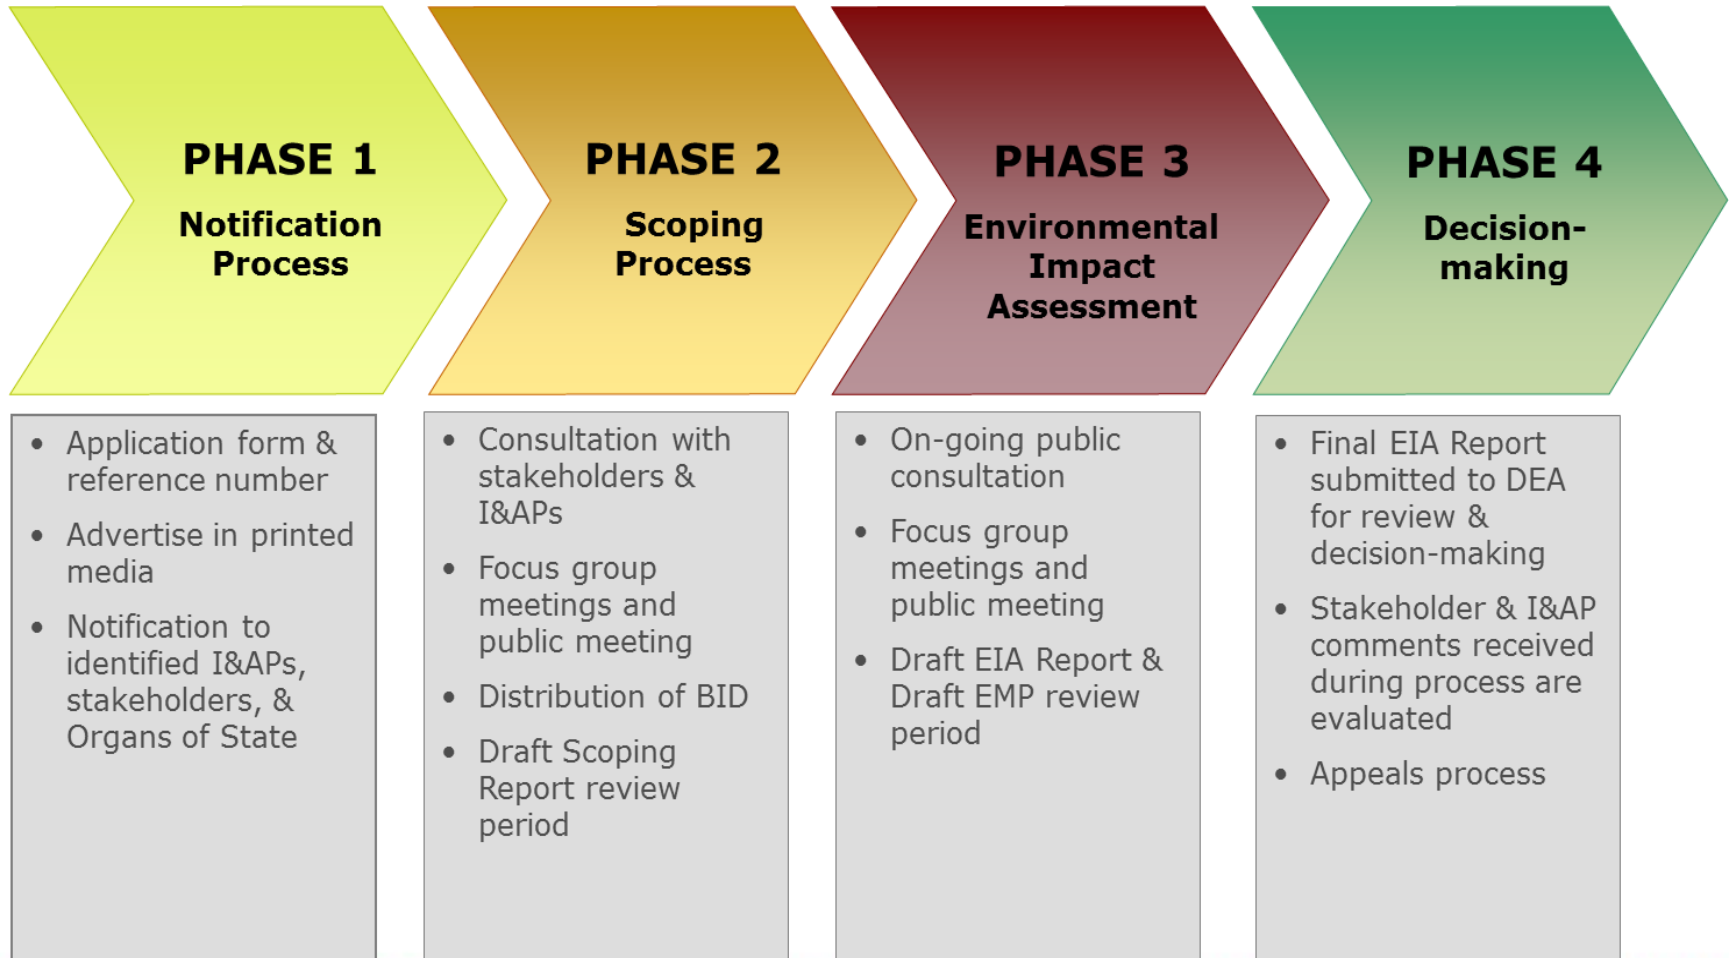 PHASE 1
Notification
Process
PHASE 2
Scoping
Process
PHASE 3
Environmental
Impact
Assessment
PHASE 4
Decision-
making
• Application form &
reference number
• Advertise in printed
media
• Notification to
identified I&APs,
stakeholders, &
Organs of State
• Consultation with
stakeholders &
I&APs
• Focus group
meetings and
public meeting
• Distribution of BID
• Draft Scoping
Report review
period
• On-going public
consultation
• Focus group
meetings and
public meeting
• Draft EIA Report &
Draft EMP review
period
• Final EIA Report
submitted to DEA
for review &
decision-making
• Stakeholder & I&AP
comments received
during process are
evaluated
• Appeals process